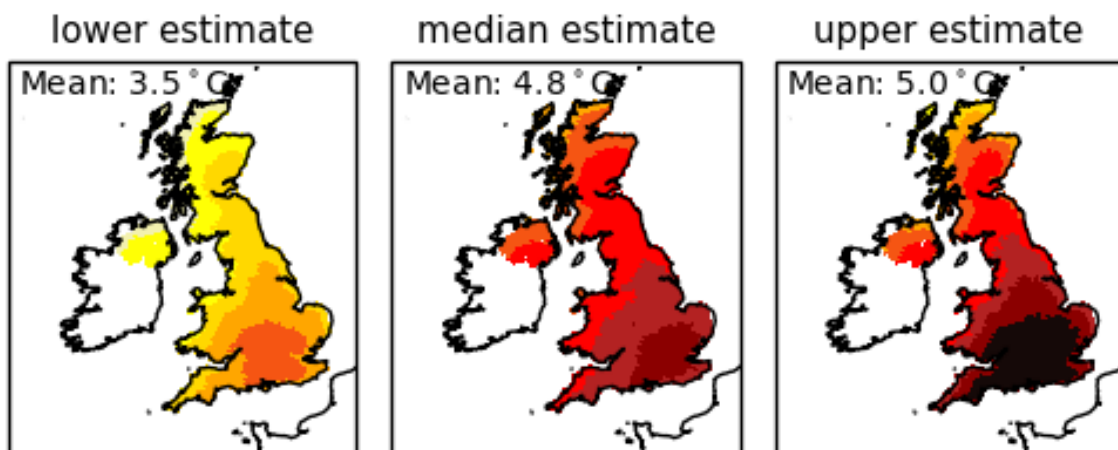 lower estimate
median estimate
upper estimate
Mean: 3.5°C
Mean: 4.8°C
Mean: 5.0°C